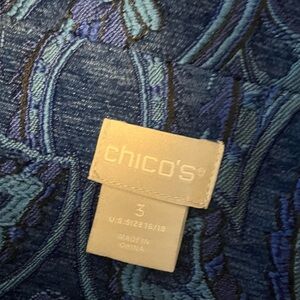 chico's®
3
U.S. SIZE 16/18
MADE IN
CHINA